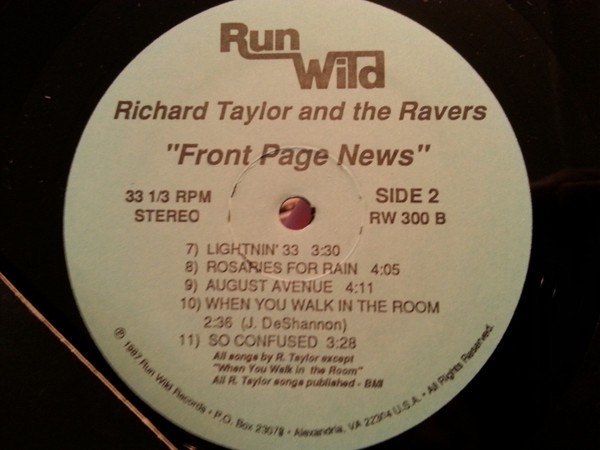 Run Wild
Richard Taylor and the Ravers
"Front Page News"
33 1/3 RPM
STEREO
SIDE 2
RW 300 B
7) LIGHTNIN' 33 3:30
8) ROSARIES FOR RAIN 4:05
9) AUGUST AVENUE 4:11
10) WHEN YOU WALK IN THE ROOM
2:36 (J. DeShannon)
11) SO CONFUSED 3:28
All songs by R. Taylor except
"When You Walk in the Room"
All R. Taylor songs published - BMI
℗ 1987 Run Wild Records • P.O. Box 23079 • Alexandria, VA 22304 U.S.A. • All Rights Reserved.